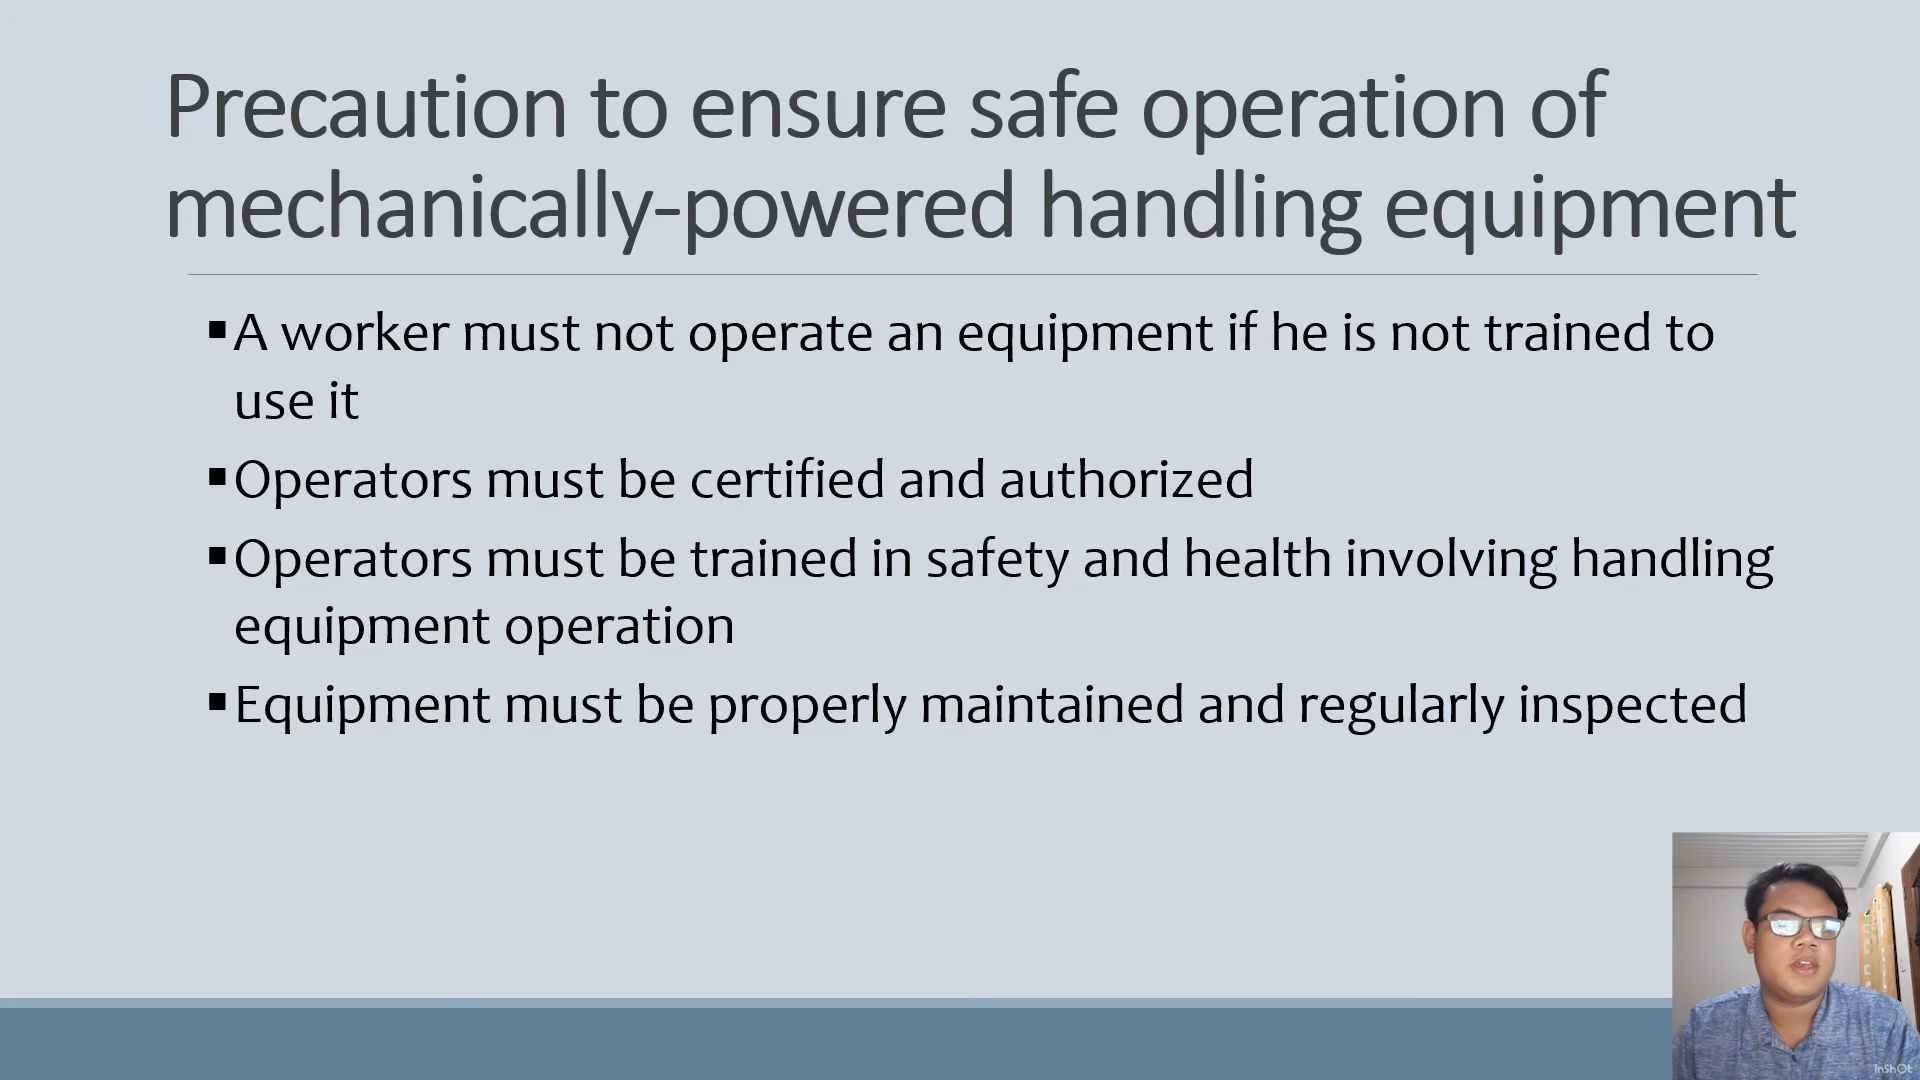 Precaution to ensure safe operation of
mechanically-powered handling equipment
▪A worker must not operate an equipment if he is not trained to
use it
▪Operators must be certified and authorized
▪Operators must be trained in safety and health involving handling
equipment operation
▪Equipment must be properly maintained and regularly inspected
InShOt